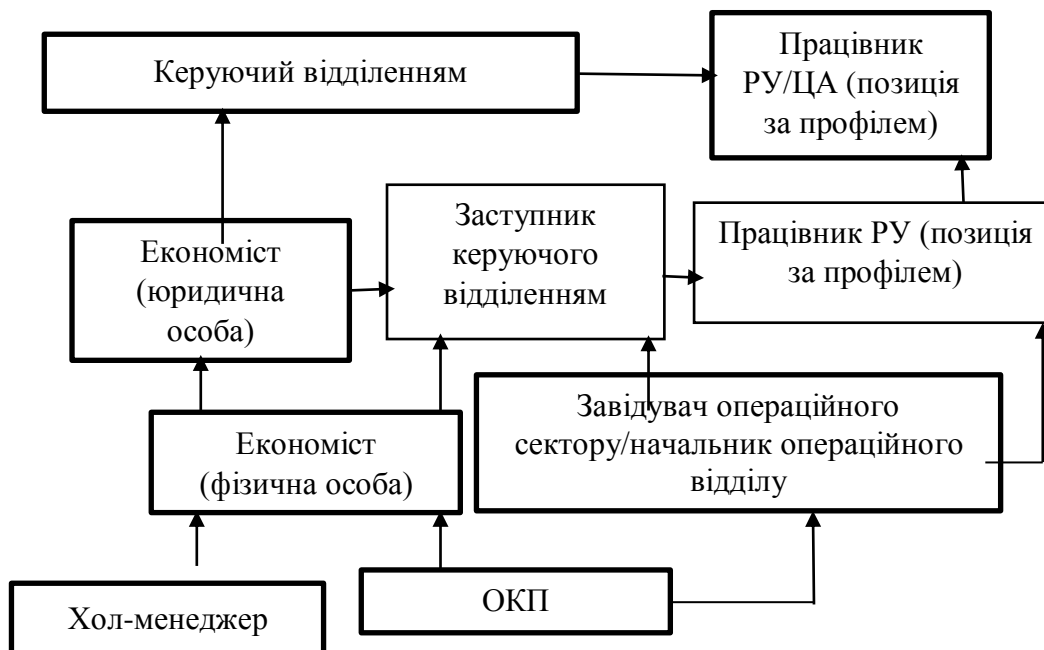 Керуючий відділенням
Працівник
РУ/ЦА (позиція
за профілем)
Економіст
(юридична
особа)
Заступник
керуючого
відділенням
Працівник РУ (позиція
за профілем)
Економіст
(фізична особа)
Завідувач операційного
сектору/начальник операційного
відділу
Хол-менеджер
ОКП